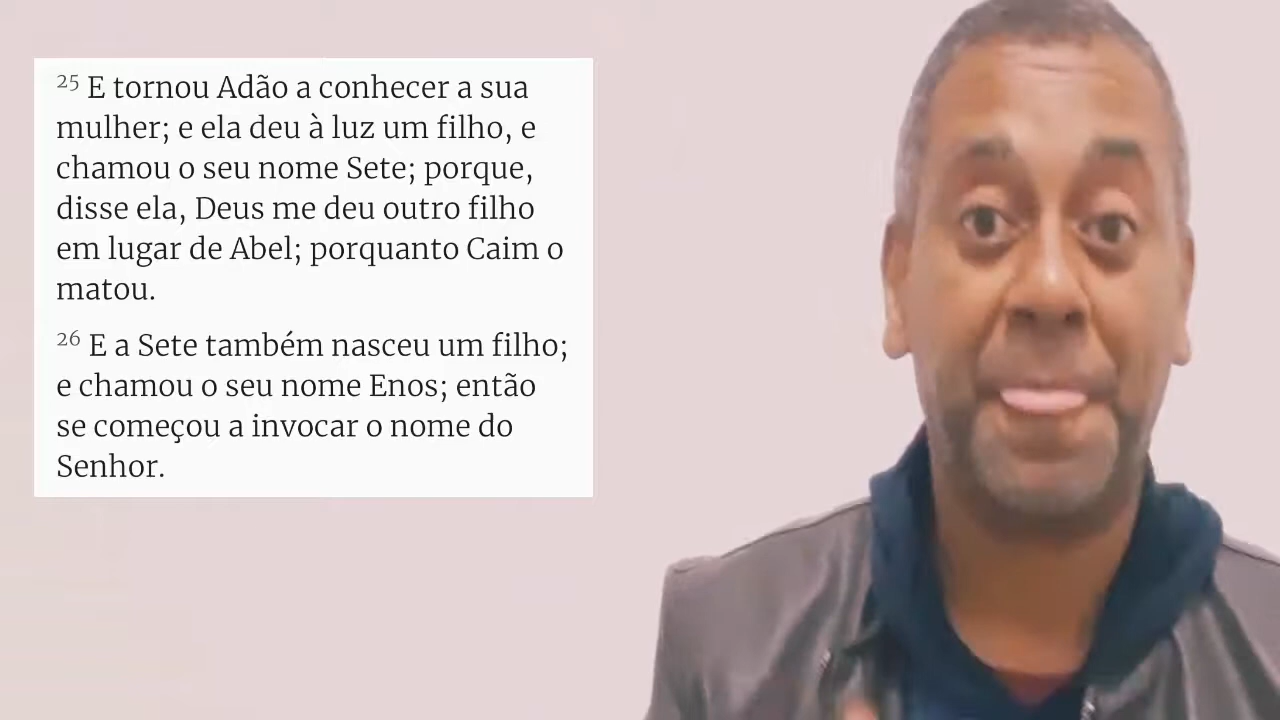 25 E tornou Adão a conhecer a sua
mulher; e ela deu à luz um filho, e
chamou o seu nome Sete; porque,
disse ela, Deus me deu outro filho
em lugar de Abel; porquanto Caim o
matou.
26 E a Sete também nasceu um filho;
e chamou o seu nome Enos; então
se começou a invocar o nome do
Senhor.